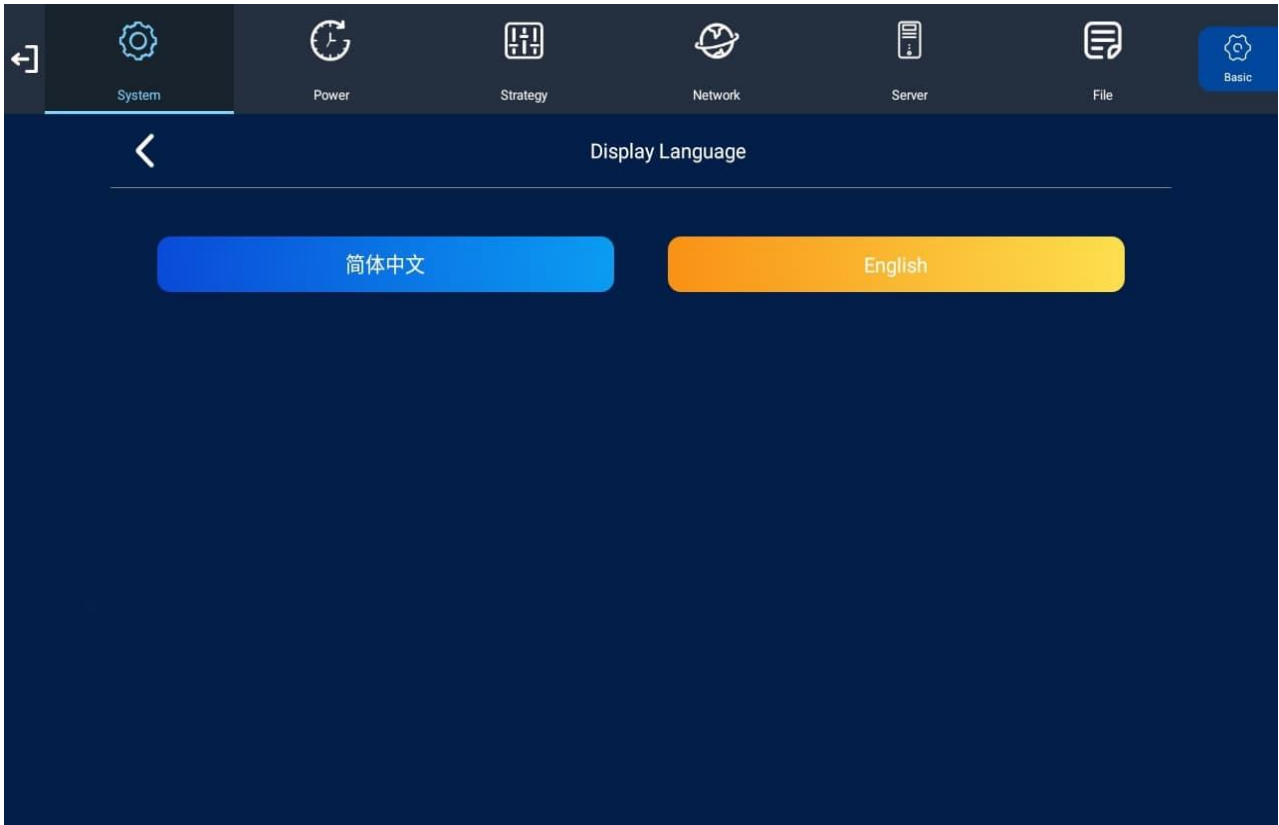 System
Power
Strategy
Network
Server
File
Basic
Display Language
简体中文
English